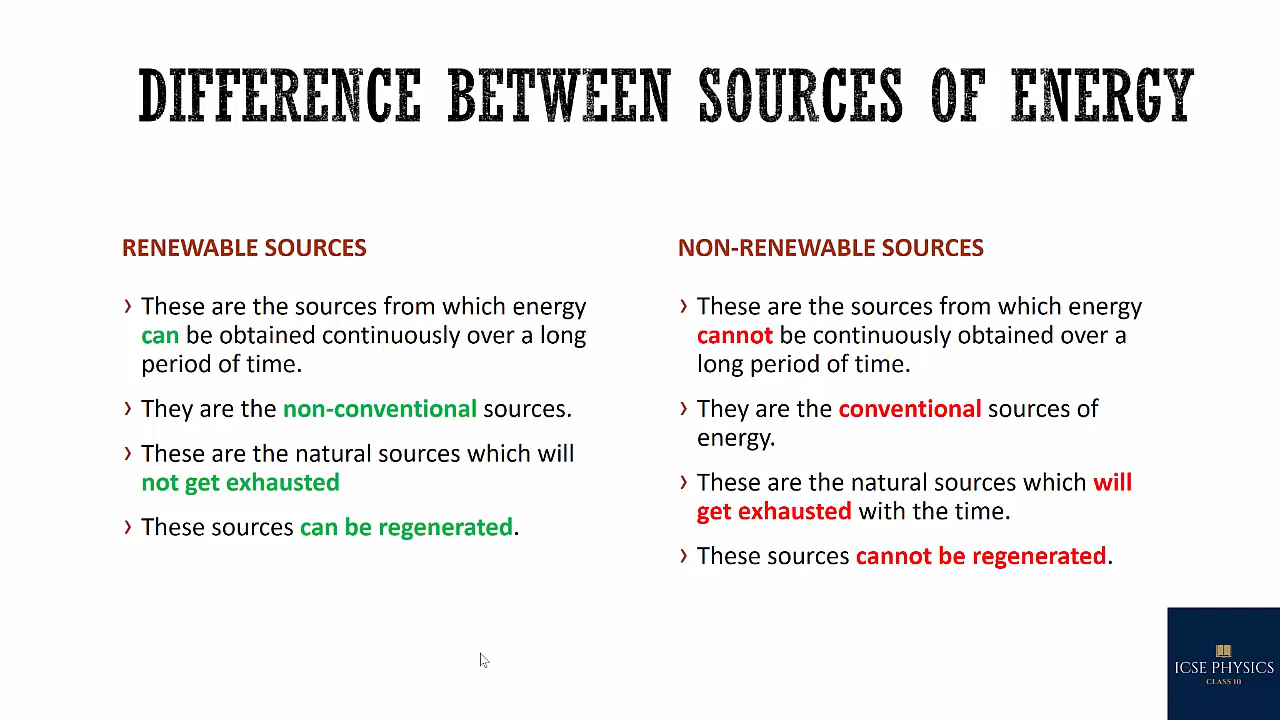 DIFFERENCE BETWEEN SOURCES OF ENERGY
RENEWABLE SOURCES
› These are the sources from which energy
can be obtained continuously over a long
period of time.
› They are the non-conventional sources.
› These are the natural sources which will
not get exhausted
› These sources can be regenerated.
NON-RENEWABLE SOURCES
› These are the sources from which energy
cannot be continuously obtained over a
long period of time.
› They are the conventional sources of
energy.
› These are the natural sources which will
get exhausted with the time.
› These sources cannot be regenerated.
ICSE PHYSICS
CLASS 10